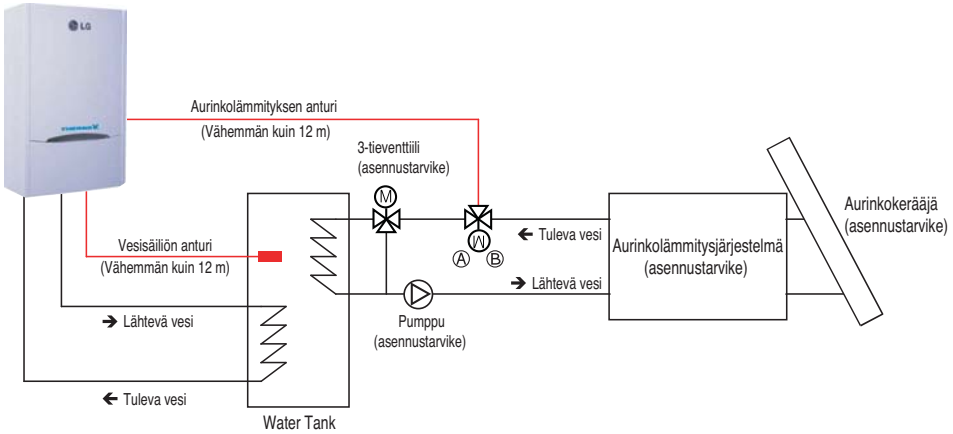 LG
Aurinkolämmityksen anturi
(Vähemmän kuin 12 m)
3-tieventtiili
(asennustarvike)
M
M
A
B
Tuleva vesi
Lähtevä vesi
Aurinkolämmitysjärjestelmä
(asennustarvike)
Aurinkokerääjä
(asennustarvike)
Vesisäiliön anturi
(Vähemmän kuin 12 m)
Pumppu
(asennustarvike)
Lähtevä vesi
Tuleva vesi
Water Tank